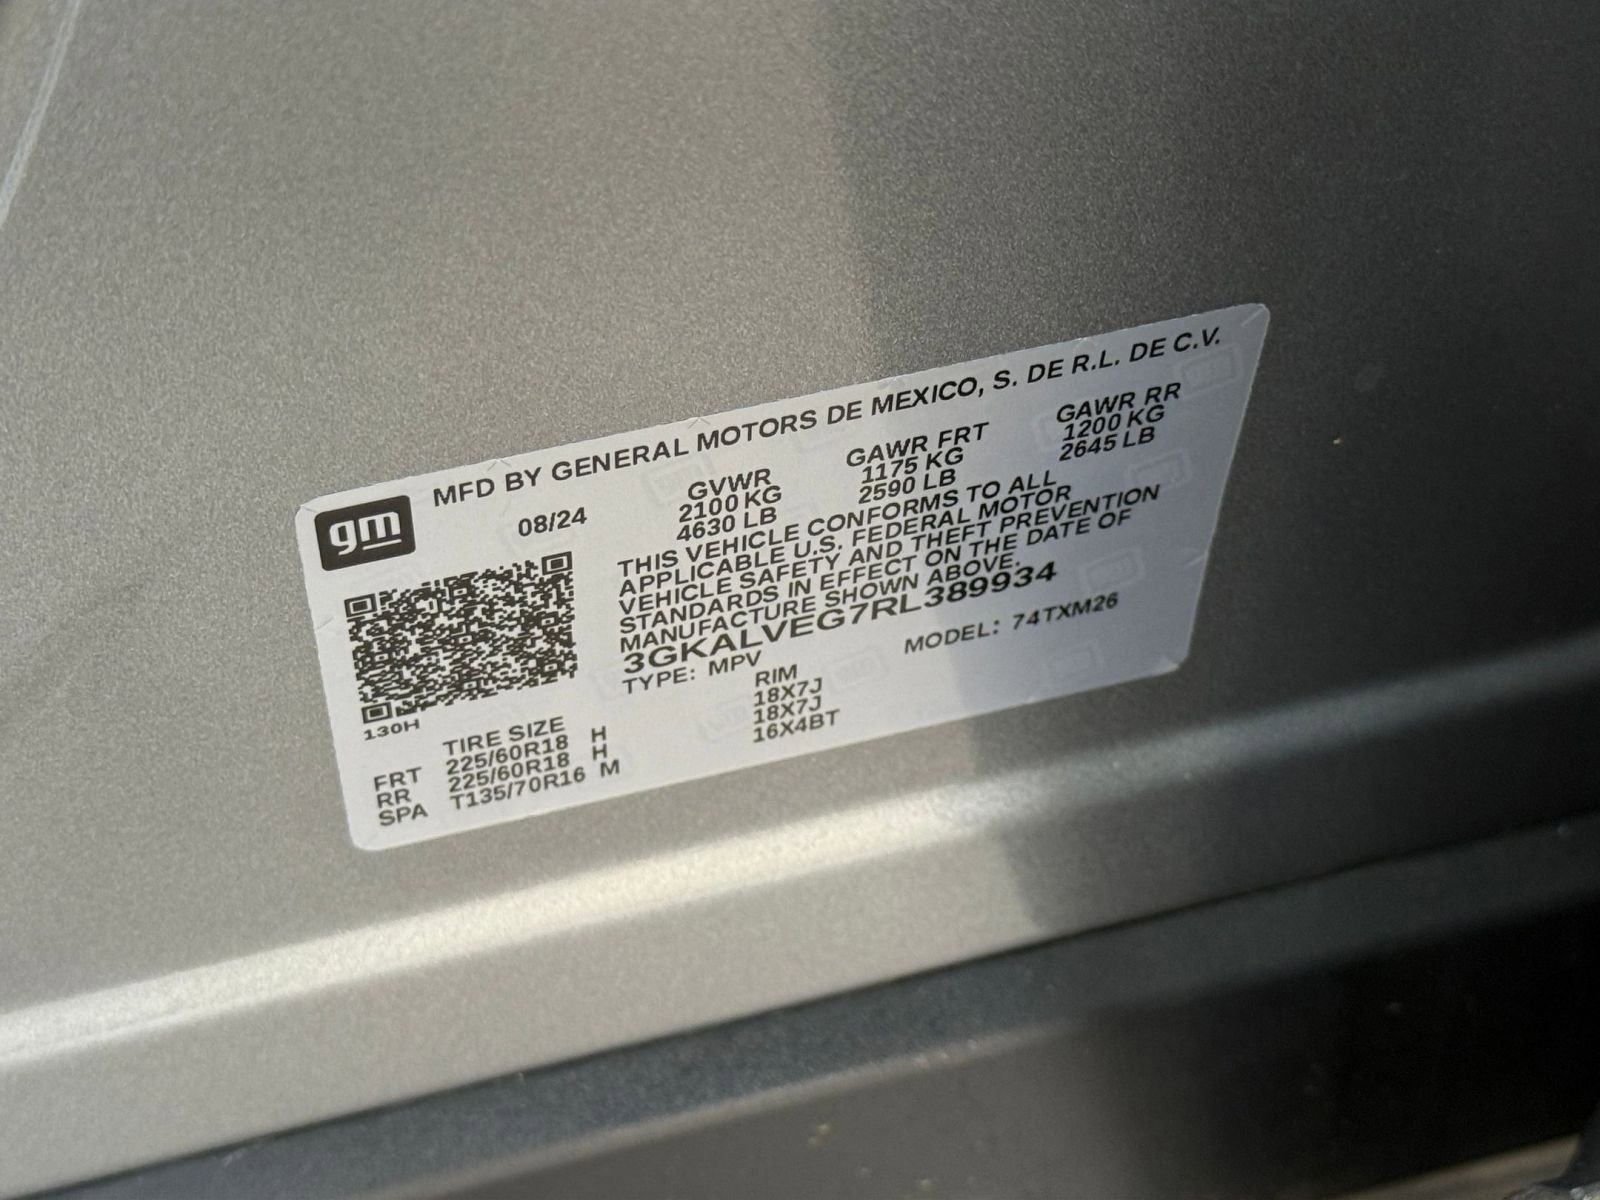 gm
MFD BY GENERAL MOTORS DE MEXICO, S. DE R.L. DE C.V.
08/24
GVWR GAWR FRT GAWR RR
2100 KG 1175 KG 1200 KG
4630 LB 2590 LB 2645 LB
THIS VEHICLE CONFORMS TO ALL
APPLICABLE U.S. FEDERAL MOTOR
VEHICLE SAFETY AND THEFT PREVENTION
STANDARDS IN EFFECT ON THE DATE OF
MANUFACTURE SHOWN ABOVE.
3GKALVEG7RL389934
TYPE: MPV MODEL: 74TXM26
130H
TIRE SIZE RIM
FRT 225/60R18 H 18X7J
RR 225/60R18 H 18X7J
SPA T135/70R16 M 16X4BT